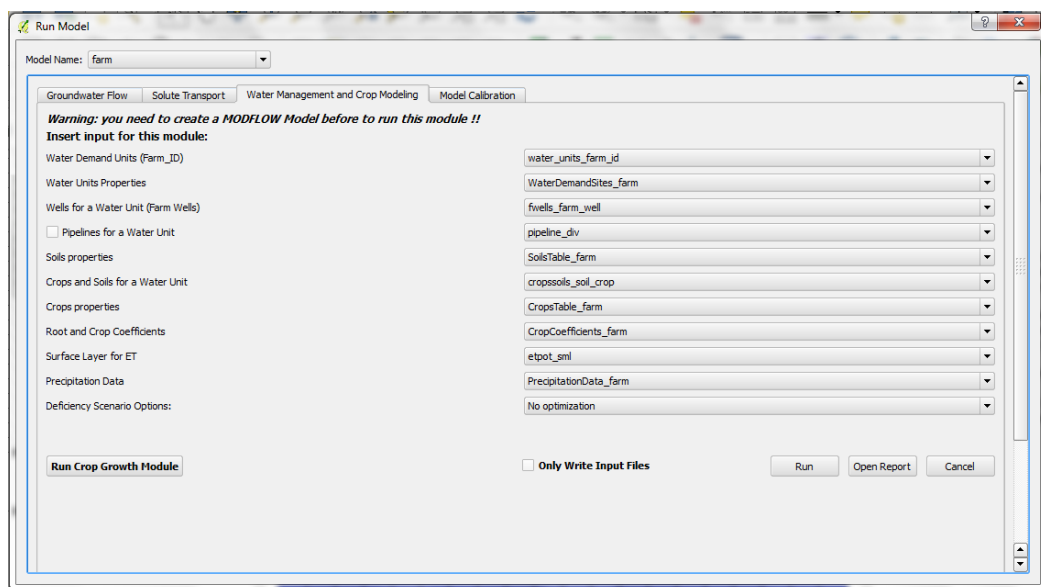 Run Model
Model Name: farm
Groundwater Flow Solute Transport Water Management and Crop Modeling Model Calibration
Warning: you need to create a MODFLOW Model before to run this module !!
Insert input for this module:
Water Demand Units (Farm_ID) water_units_farm_id
Water Units Properties WaterDemandSites_farm
Wells for a Water Unit (Farm Wells) fwells_farm_well
Pipelines for a Water Unit pipeline_div
Soils properties SoilsTable_farm
Crops and Soils for a Water Unit cropssoils_soil_crop
Crops properties CropsTable_farm
Root and Crop Coefficients CropCoefficients_farm
Surface Layer for ET etpot_sml
Precipitation Data PrecipitationData_farm
Deficiency Scenario Options: No optimization
Run Crop Growth Module Only Write Input Files Run Open Report Cancel